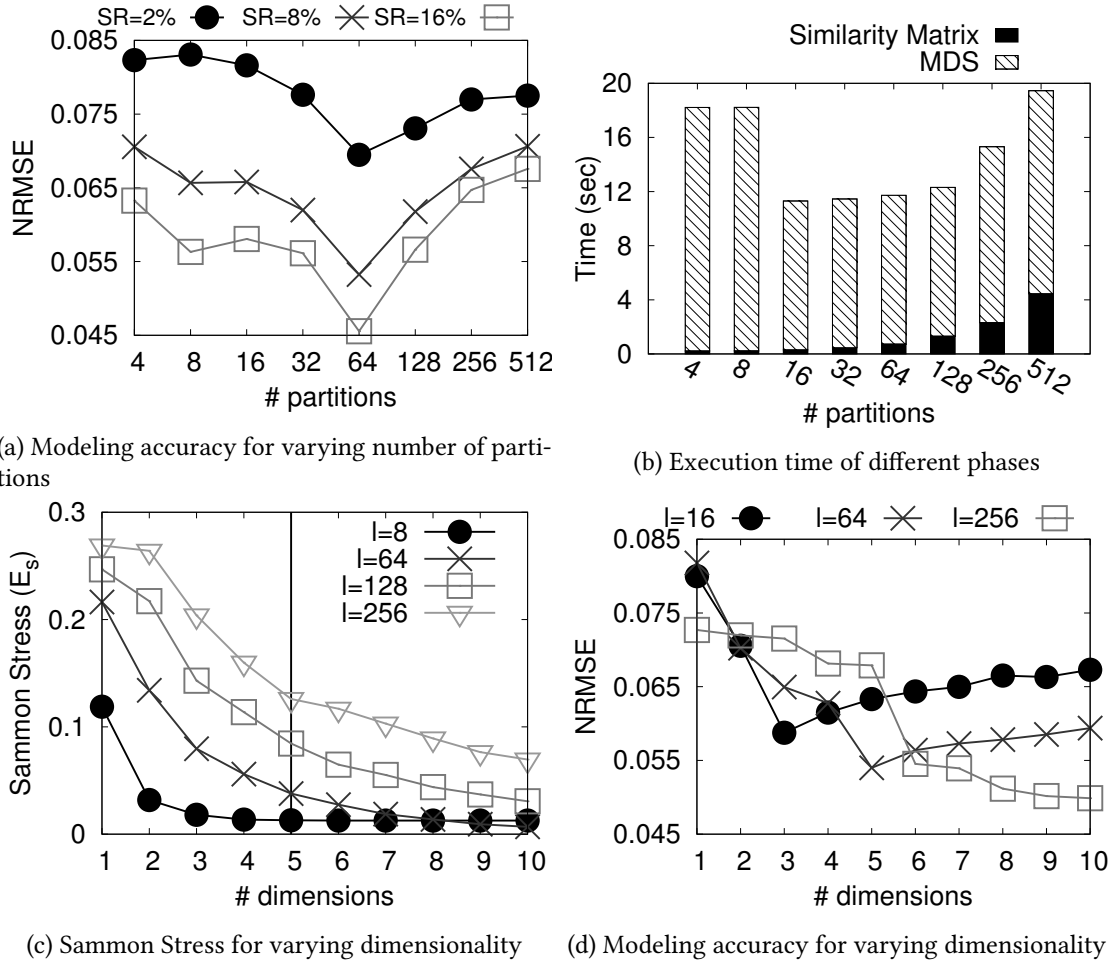 SR=2% SR=8% SR=16%
0.085
0.075
0.065
0.055
0.045
NRMSE
4 8 16 32 64 128 256 512
# partitions
(a) Modeling accuracy for varying number of parti-
tions
Similarity Matrix
MDS
20
16
12
8
4
0
Time (sec)
4 8 16 32 64 128 256 512
# partitions
(b) Execution time of different phases
0.3
0.2
0.1
0
Sammon Stress (E_s)
l=8
l=64
l=128
l=256
1 2 3 4 5 6 7 8 9 10
# dimensions
(c) Sammon Stress for varying dimensionality
l=16 l=64 l=256
0.085
0.075
0.065
0.055
0.045
NRMSE
1 2 3 4 5 6 7 8 9 10
# dimensions
(d) Modeling accuracy for varying dimensionality